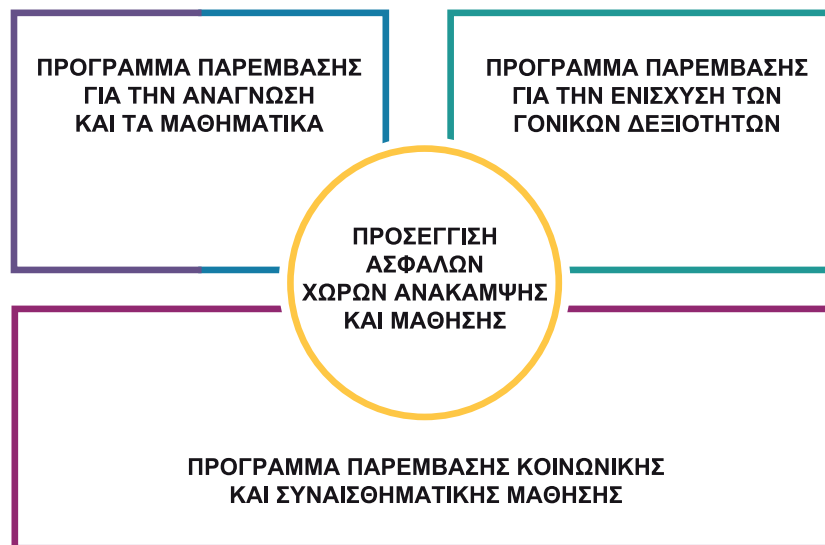 ΠΡΟΓΡΑΜΜΑ ΠΑΡΕΜΒΑΣΗΣ
ΓΙΑ ΤΗΝ ΑΝΑΓΝΩΣΗ
ΚΑΙ ΤΑ ΜΑΘΗΜΑΤΙΚΑ
ΠΡΟΓΡΑΜΜΑ ΠΑΡΕΜΒΑΣΗΣ
ΓΙΑ ΤΗΝ ΕΝΙΣΧΥΣΗ ΤΩΝ
ΓΟΝΙΚΩΝ ΔΕΞΙΟΤΗΤΩΝ
ΠΡΟΣΕΓΓΙΣΗ
ΑΣΦΑΛΩΝ
ΧΩΡΩΝ ΑΝΑΚΑΜΨΗΣ
ΚΑΙ ΜΑΘΗΣΗΣ
ΠΡΟΓΡΑΜΜΑ ΠΑΡΕΜΒΑΣΗΣ ΚΟΙΝΩΝΙΚΗΣ
ΚΑΙ ΣΥΝΑΙΣΘΗΜΑΤΙΚΗΣ ΜΑΘΗΣΗΣ